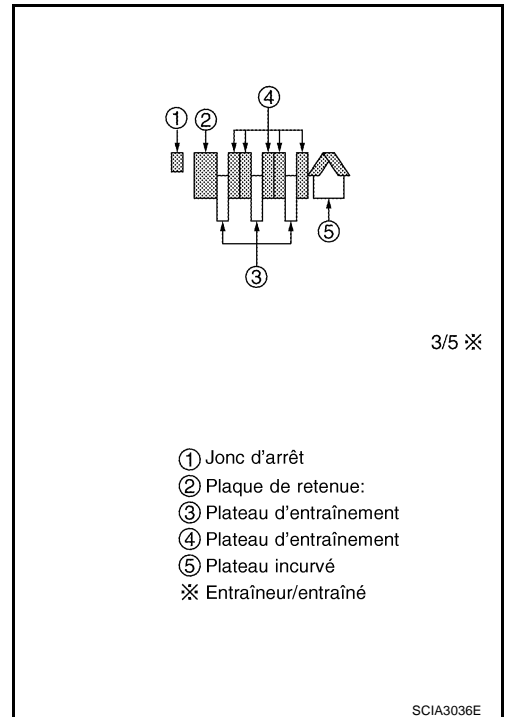 ① ② ④
⑤
③
3/5 ※
① Jonc d'arrêt
② Plaque de retenue:
③ Plateau d'entraînement
④ Plateau d'entraînement
⑤ Plateau incurvé
※ Entraîneur/entraîné
SCIA3036E